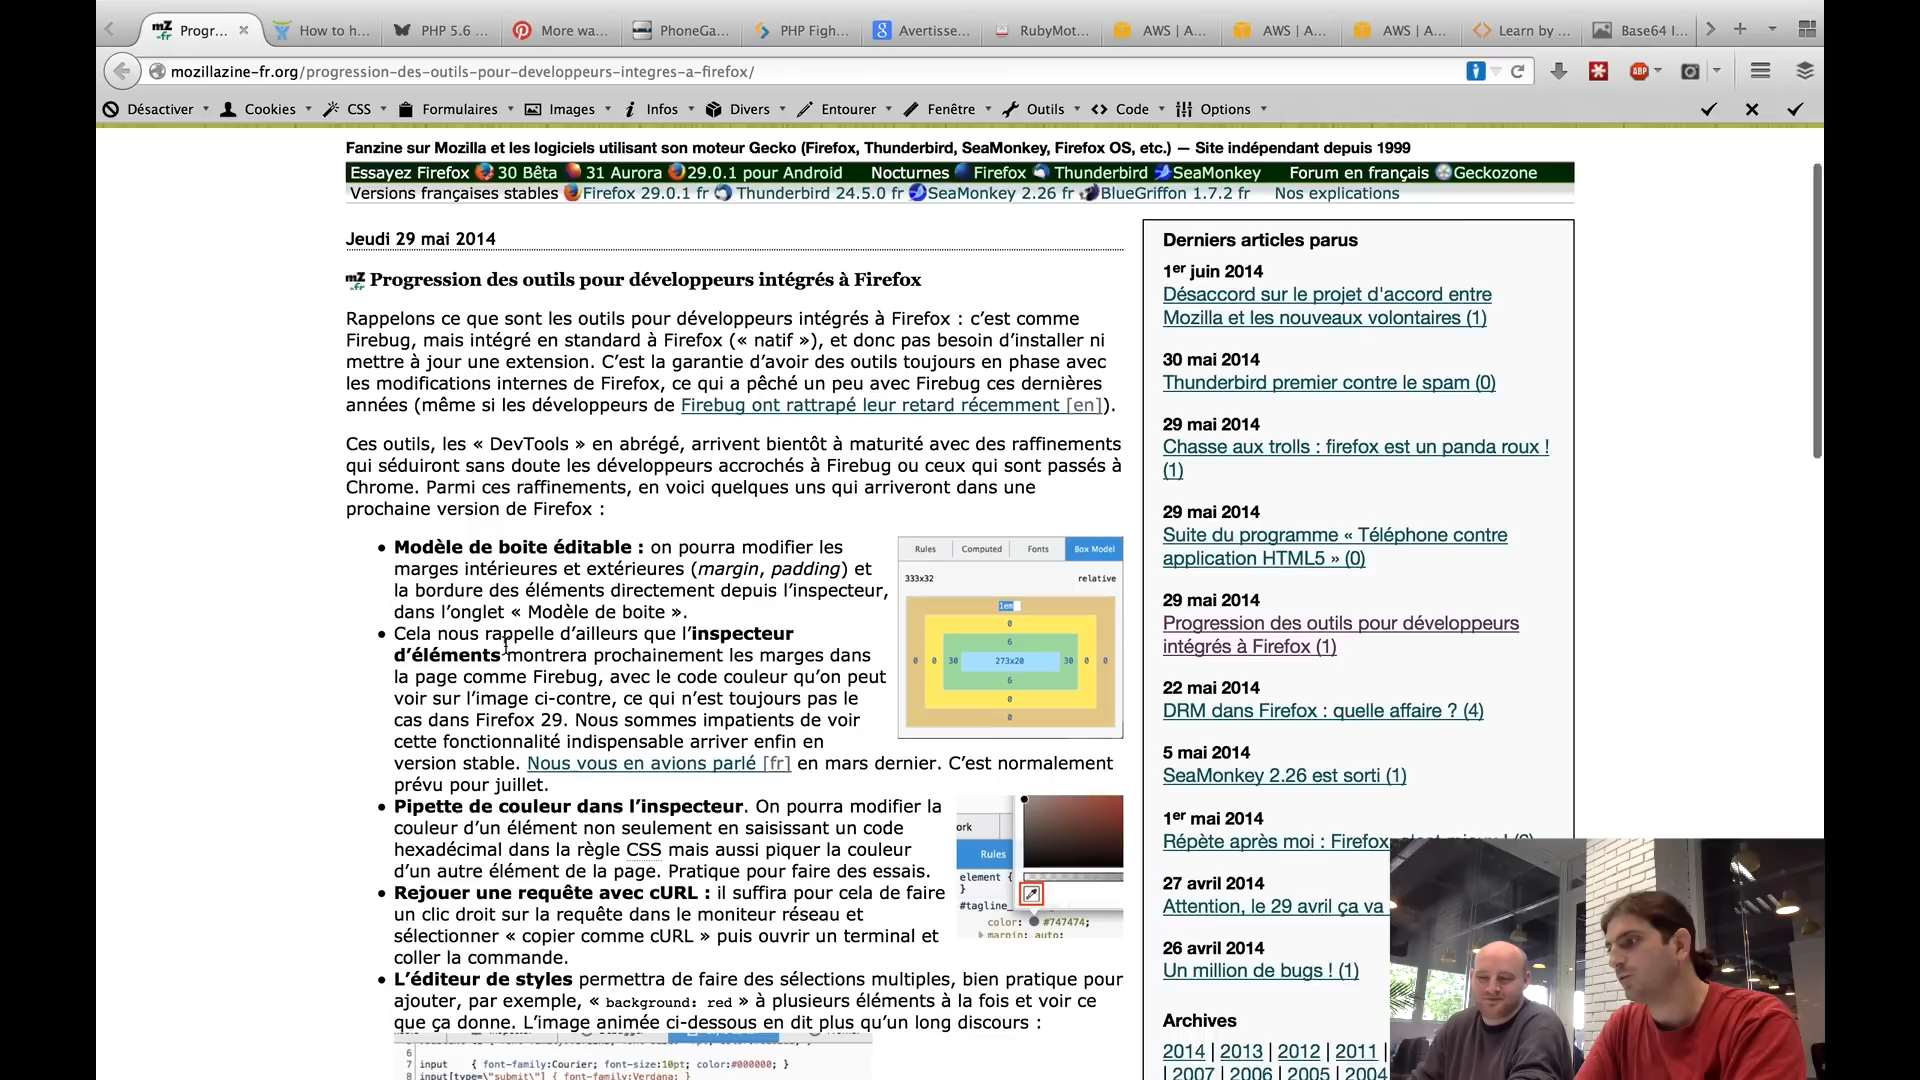 Progr...
How to h...
PHP 5.6 ...
More wa...
PhoneGa...
PHP Figh...
Avertisse...
RubyMot...
AWS | A...
AWS | A...
AWS | A...
Learn by ...
Base64 I...
mozillazine-fr.org/progression-des-outils-pour-developpeurs-integres-a-firefox/
ABP
Désactiver
Cookies
CSS
Formulaires
Images
Infos
Divers
Entourer
Fenêtre
Outils
Code
Options
Fanzine sur Mozilla et les logiciels utilisant son moteur Gecko (Firefox, Thunderbird, SeaMonkey, Firefox OS, etc.) — Site indépendant depuis 1999
Essayez Firefox 30 Bêta 31 Aurora 29.0.1 pour Android Nocturnes Firefox Thunderbird SeaMonkey Forum en français Geckozone
Versions françaises stables Firefox 29.0.1 fr Thunderbird 24.5.0 fr SeaMonkey 2.26 fr BlueGriffon 1.7.2 fr Nos explications
Jeudi 29 mai 2014
mZ -fr Progression des outils pour développeurs intégrés à Firefox
Rappelons ce que sont les outils pour développeurs intégrés à Firefox : c’est comme
Firebug, mais intégré en standard à Firefox (« natif »), et donc pas besoin d’installer ni
mettre à jour une extension. C’est la garantie d’avoir des outils toujours en phase avec
les modifications internes de Firefox, ce qui a pêché un peu avec Firebug ces dernières
années (même si les développeurs de Firebug ont rattrapé leur retard récemment [en]).
Ces outils, les « DevTools » en abrégé, arrivent bientôt à maturité avec des raffinements
qui séduiront sans doute les développeurs accrochés à Firebug ou ceux qui sont passés à
Chrome. Parmi ces raffinements, en voici quelques uns qui arriveront dans une
prochaine version de Firefox :
• Modèle de boite éditable : on pourra modifier les
marges intérieures et extérieures (margin, padding) et
la bordure des éléments directement depuis l’inspecteur,
dans l’onglet « Modèle de boite ».
• Cela nous rappelle d’ailleurs que l’inspecteur
d’éléments montrera prochainement les marges dans
la page comme Firebug, avec le code couleur qu’on peut
voir sur l’image ci-contre, ce qui n’est toujours pas le
cas dans Firefox 29. Nous sommes impatients de voir
cette fonctionnalité indispensable arriver enfin en
version stable. Nous vous en avions parlé [fr] en mars dernier. C’est normalement
prévu pour juillet.
Rules Computed Fonts Box Model
333x32 relative
1em
0
6
0 0 30 273x20 30 0 0
6
0
0
• Pipette de couleur dans l’inspecteur. On pourra modifier la
couleur d’un élément non seulement en saisissant un code
hexadécimal dans la règle CSS mais aussi piquer la couleur
d’un autre élément de la page. Pratique pour faire des essais.
• Rejouer une requête avec cURL : il suffira pour cela de faire
un clic droit sur la requête dans le moniteur réseau et
sélectionner « copier comme cURL » puis ouvrir un terminal et
coller la commande.
ork
Rules
element {
}
#tagline_
color: #747474;
margin: auto;
• L’éditeur de styles permettra de faire des sélections multiples, bien pratique pour
ajouter, par exemple, « background: red » à plusieurs éléments à la fois et voir ce
que ça donne. L’image animée ci-dessous en dit plus qu’un long discours :
6
7 input { font-family:Courier; font-size:10pt; color:#000000; }
8 input[type=\"submit\"] { font-family:Verdana; }
Derniers articles parus
1er juin 2014
Désaccord sur le projet d'accord entre
Mozilla et les nouveaux volontaires (1)
30 mai 2014
Thunderbird premier contre le spam (0)
29 mai 2014
Chasse aux trolls : firefox est un panda roux !
(1)
29 mai 2014
Suite du programme « Téléphone contre
application HTML5 » (0)
29 mai 2014
Progression des outils pour développeurs
intégrés à Firefox (1)
22 mai 2014
DRM dans Firefox : quelle affaire ? (4)
5 mai 2014
SeaMonkey 2.26 est sorti (1)
1er mai 2014
Répète après moi : Firefox
27 avril 2014
Attention, le 29 avril ça va
26 avril 2014
Un million de bugs ! (1)
Archives
2014 | 2013 | 2012 | 2011 |
| 2007 | 2006 | 2005 | 2004